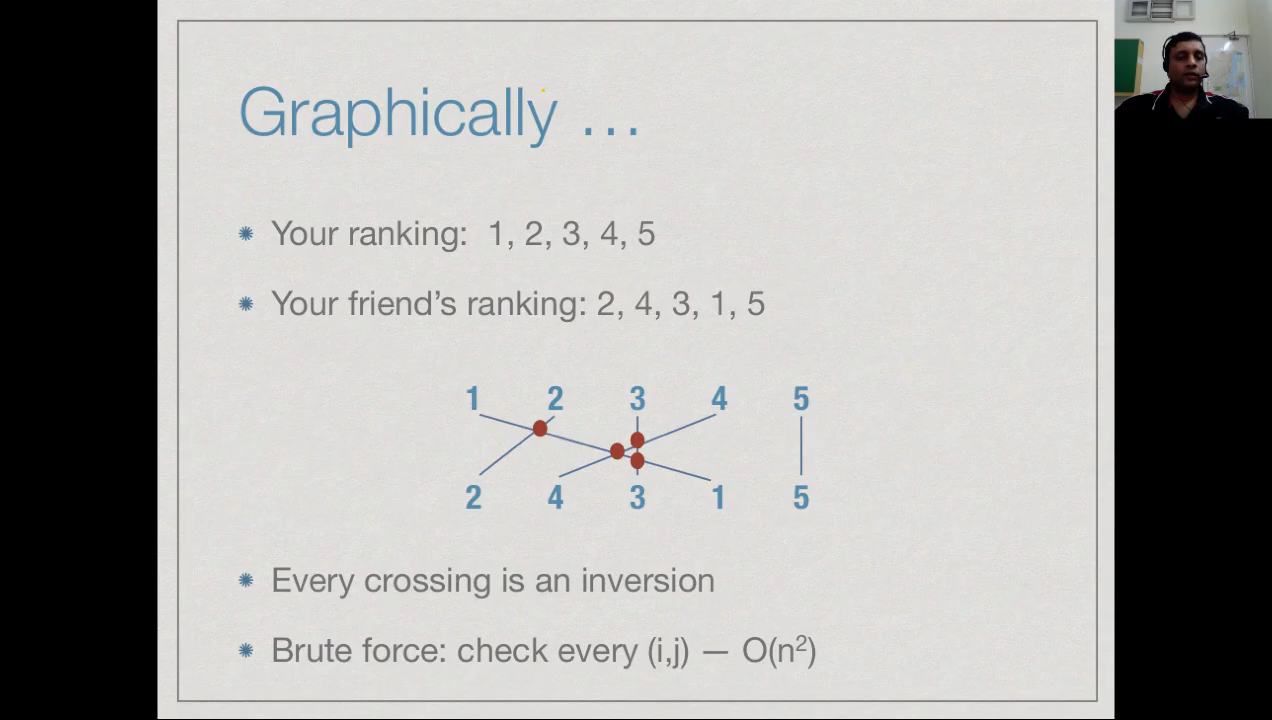 Graphically …
Your ranking: 1, 2, 3, 4, 5
Your friend’s ranking: 2, 4, 3, 1, 5
1 2 3 4 5
2 4 3 1 5
Every crossing is an inversion
Brute force: check every (i,j) — O(n²)